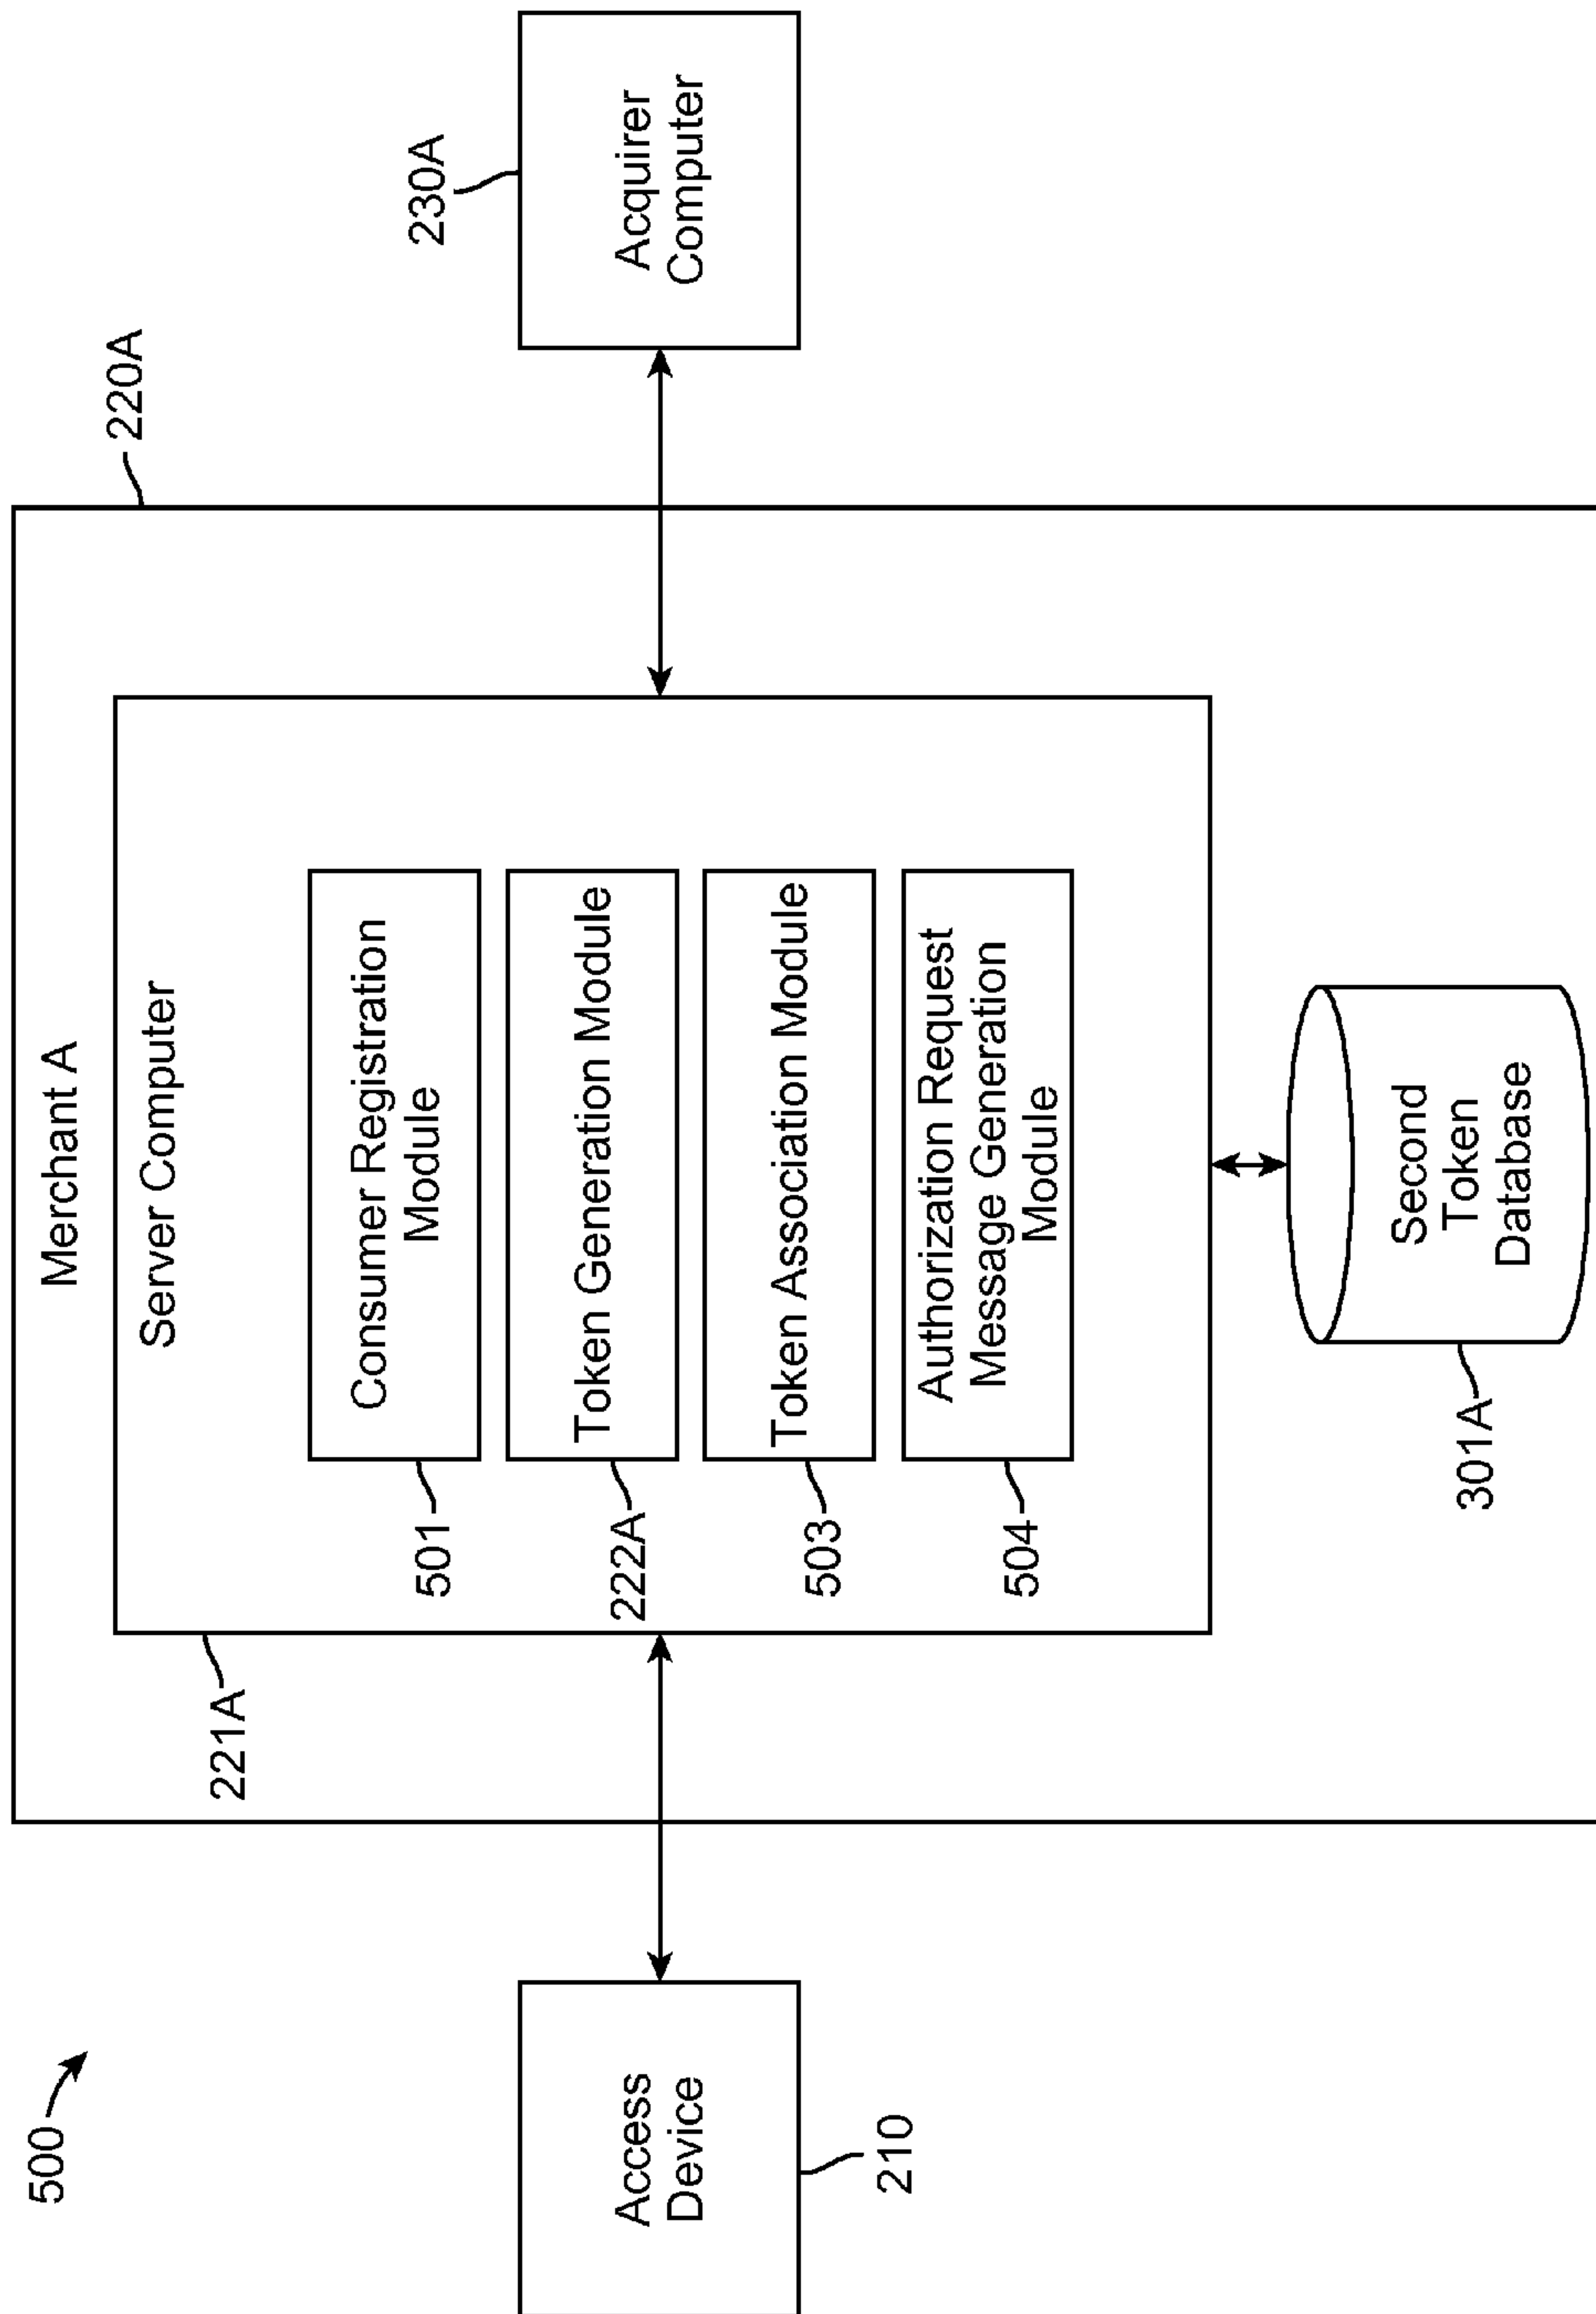 500
Merchant A
220A
Server Computer
221A
Consumer Registration
Module
501
Token Generation Module
222A
Token Association Module
503
Authorization Request
Message Generation
Module
504
Access
Device
210
230A
Acquirer
Computer
Second
Token
Database
301A